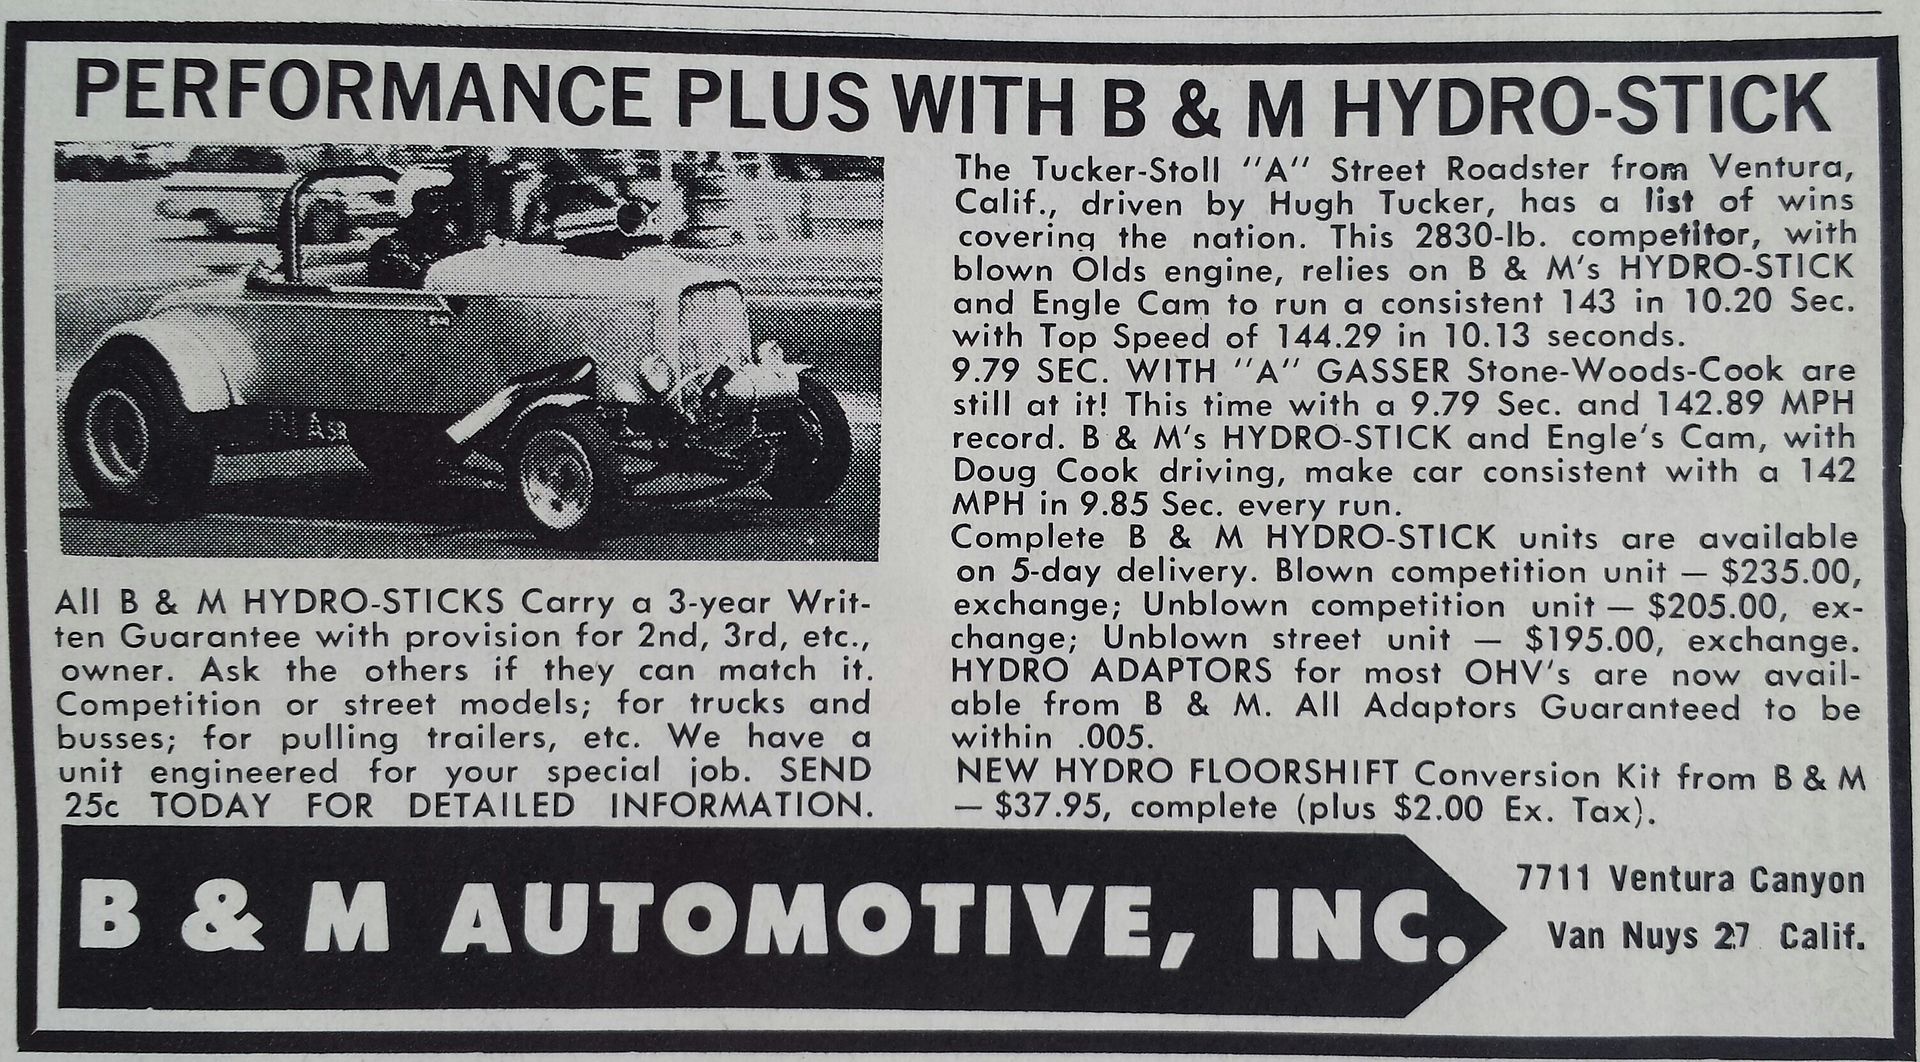 PERFORMANCE PLUS WITH B & M HYDRO-STICK
All B & M HYDRO-STICKS Carry a 3-year Writ-
ten Guarantee with provision for 2nd, 3rd, etc.,
owner. Ask the others if they can match it.
Competition or street models; for trucks and
busses; for pulling trailers, etc. We have a
unit engineered for your special job. SEND
25c TODAY FOR DETAILED INFORMATION.
The Tucker-Stoll "A" Street Roadster from Ventura,
Calif., driven by Hugh Tucker, has a list of wins
covering the nation. This 2830-lb. competitor, with
blown Olds engine, relies on B & M's HYDRO-STICK
and Engle Cam to run a consistent 143 in 10.20 Sec.
with Top Speed of 144.29 in 10.13 seconds.
9.79 SEC. WITH "A" GASSER Stone-Woods-Cook are
still at it! This time with a 9.79 Sec. and 142.89 MPH
record. B & M's HYDRO-STICK and Engle's Cam, with
Doug Cook driving, make car consistent with a 142
MPH in 9.85 Sec. every run.
Complete B & M HYDRO-STICK units are available
on 5-day delivery. Blown competition unit — $235.00,
exchange; Unblown competition unit — $205.00, ex-
change; Unblown street unit — $195.00, exchange.
HYDRO ADAPTORS for most OHV's are now avail-
able from B & M. All Adaptors Guaranteed to be
within .005.
NEW HYDRO FLOORSHIFT Conversion Kit from B & M
— $37.95, complete (plus $2.00 Ex. Tax).
B & M AUTOMOTIVE, INC.
7711 Ventura Canyon
Van Nuys 27 Calif.